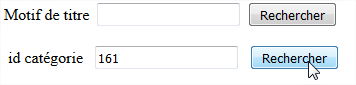 Motif de titre Rechercher
id catégorie 161 Rechercher